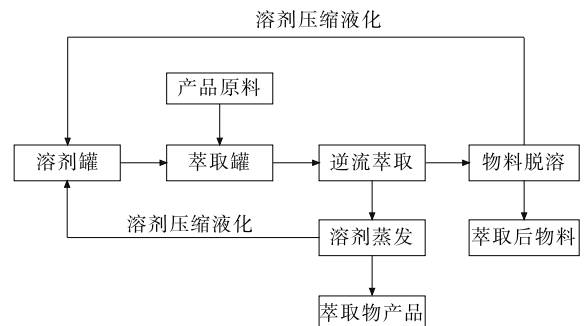 溶剂压缩液化
产品原料
溶剂罐
萃取罐
逆流萃取
物料脱溶
溶剂压缩液化
溶剂蒸发
萃取后物料
萃取物产品